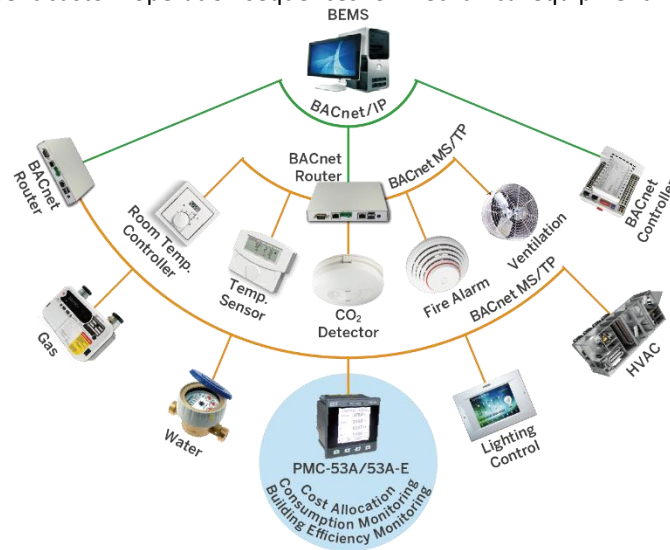 BEMS
BACnet/IP
BACnet
Router
BACnet
Router
BACnet MS/TP
BACnet
Controller
Room Temp.
Controller
Temp.
Sensor
CO₂
Detector
Fire Alarm
Ventilation
BACnet MS/TP
Gas
Water
HVAC
Lighting
Control
PMC-53A/53A-E
Cost Allocation
Consumption Monitoring
Building Efficiency Monitoring